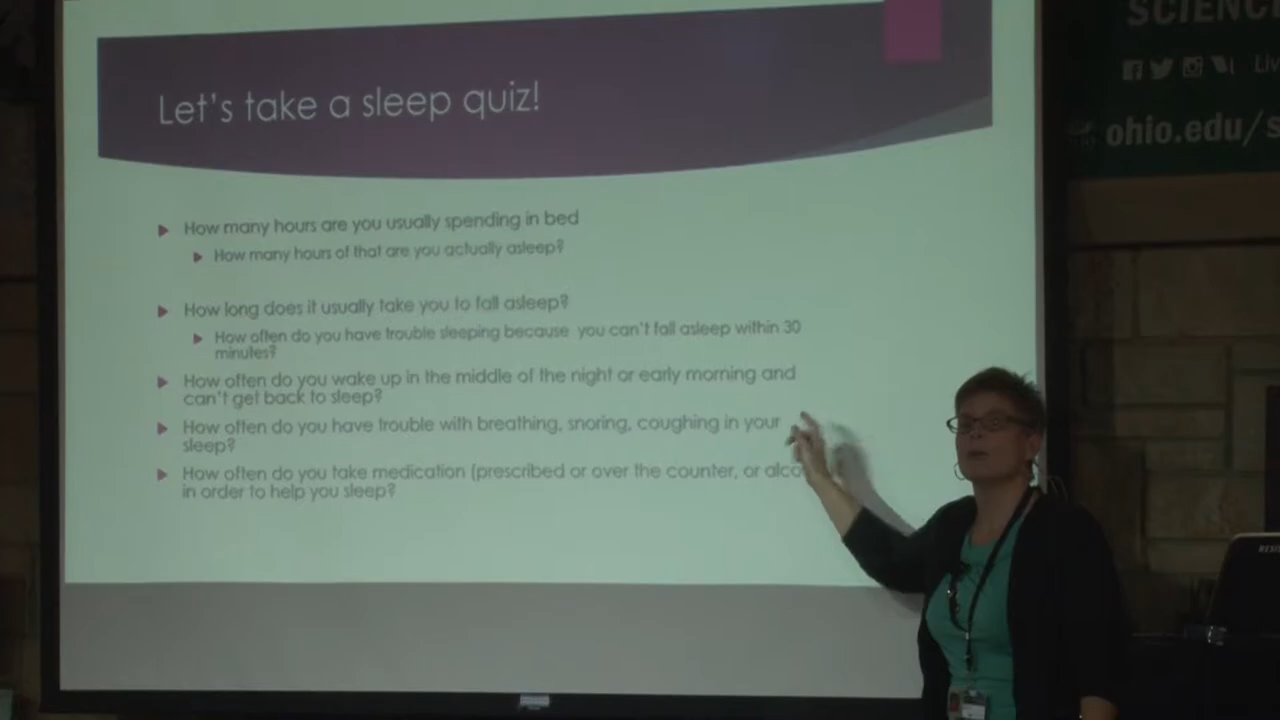 Let's take a sleep quiz!
How many hours are you usually spending in bed
How many hours of that are you actually asleep?
How long does it usually take you to fall asleep?
How often do you have trouble sleeping because you can't fall asleep within 30
minutes?
How often do you wake up in the middle of the night or early morning and
can't get back to sleep?
How often do you have trouble with breathing, snoring, coughing in your
sleep?
How often do you take medication (prescribed or over the counter, or alco
in order to help you sleep?
SCIENC
Liv
ohio.edu/s